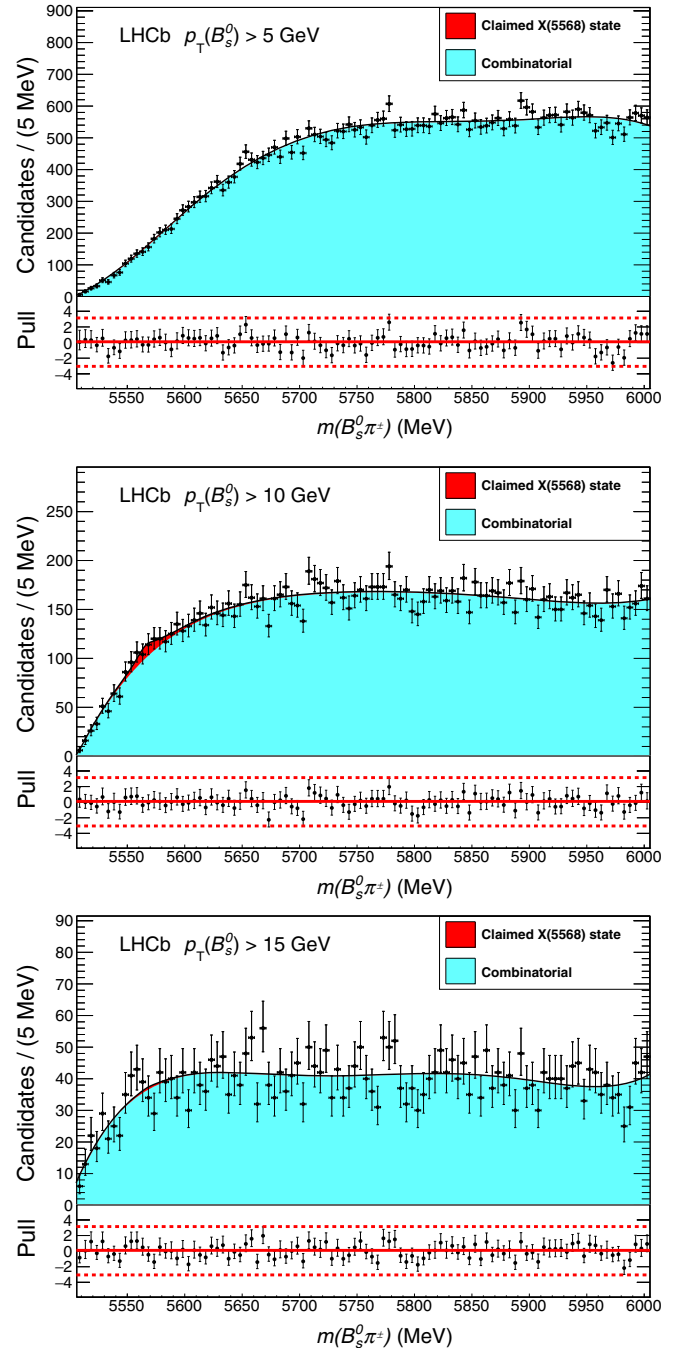 900
LHCb p_T(B_s^0) > 5 GeV
Claimed X(5568) state
800
Combinatorial
700
600
500
400
300
200
100
0
Candidates / (5 MeV)
4
2
0
−2
−4
Pull
5550 5600 5650 5700 5750 5800 5850 5900 5950 6000
m(B_s^0π^±) (MeV)
LHCb p_T(B_s^0) > 10 GeV
Claimed X(5568) state
Combinatorial
250
200
150
100
50
0
Candidates / (5 MeV)
4
2
0
−2
−4
Pull
5550 5600 5650 5700 5750 5800 5850 5900 5950 6000
m(B_s^0π^±) (MeV)
90
LHCb p_T(B_s^0) > 15 GeV
Claimed X(5568) state
80
Combinatorial
70
60
50
40
30
20
10
0
Candidates / (5 MeV)
4
2
0
−2
−4
Pull
5550 5600 5650 5700 5750 5800 5850 5900 5950 6000
m(B_s^0π^±) (MeV)